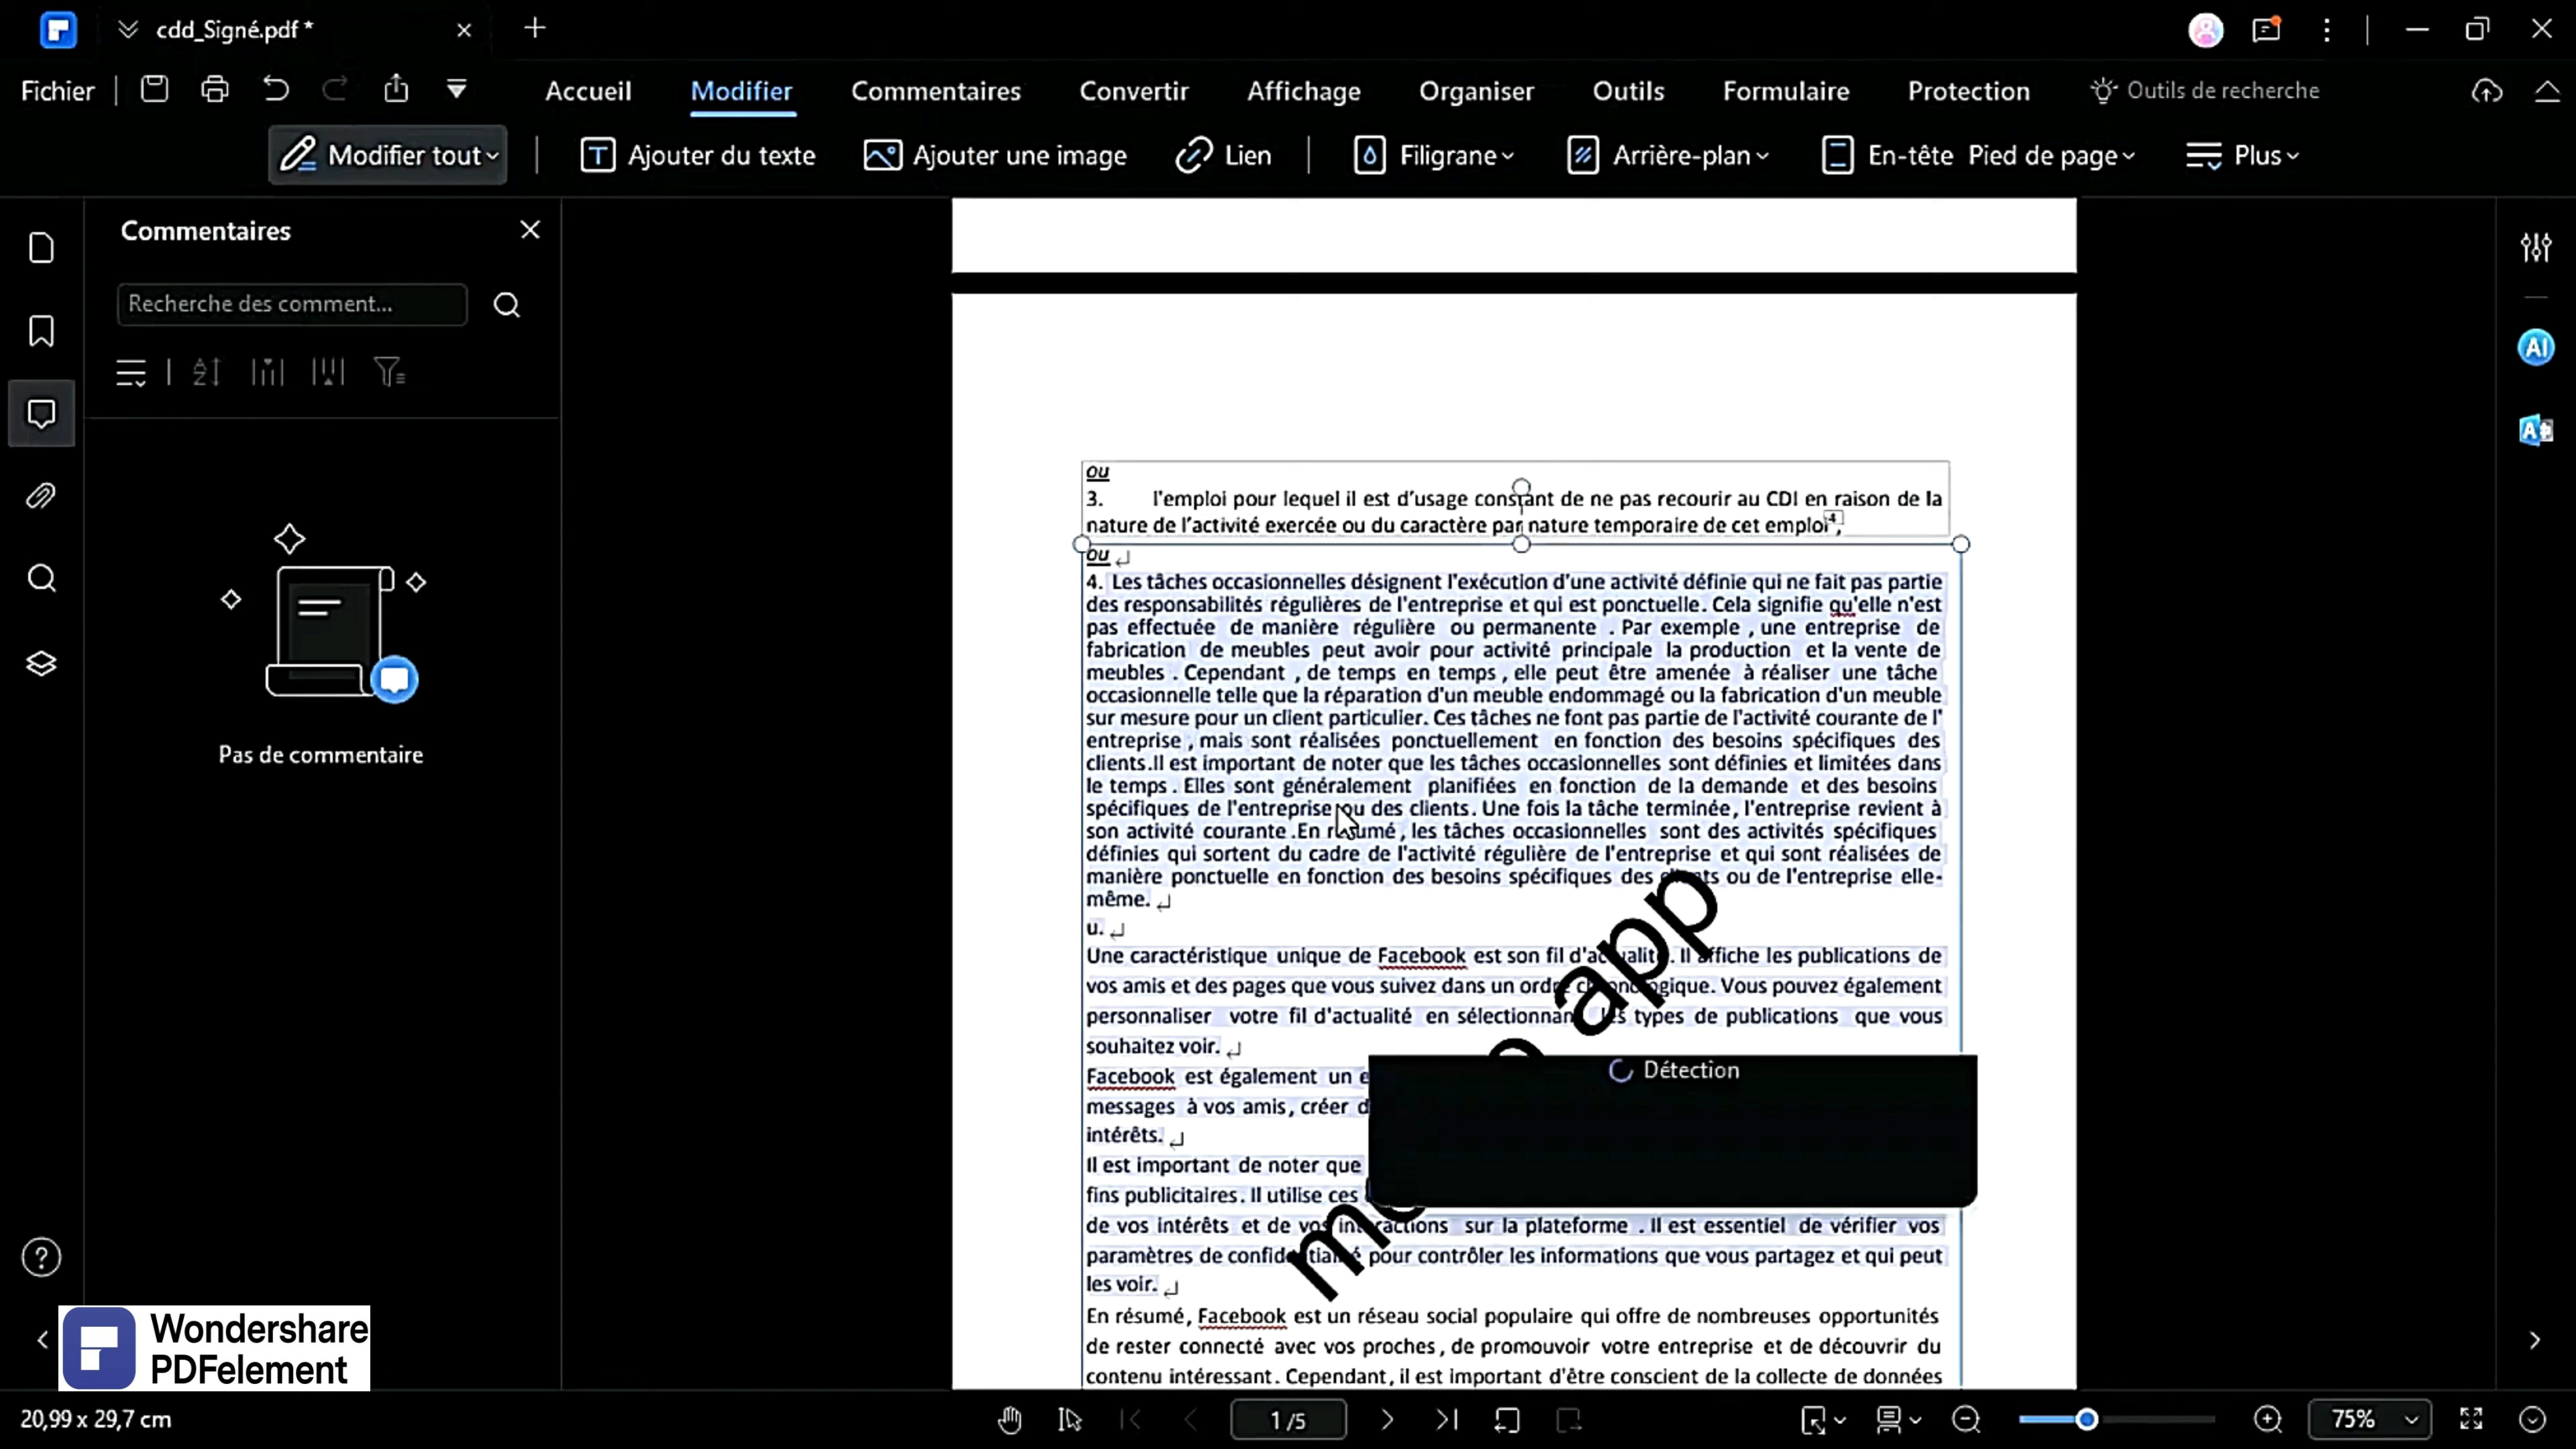 cdd_Signé.pdf *
Fichier
Accueil
Modifier
Commentaires
Convertir
Affichage
Organiser
Outils
Formulaire
Protection
Outils de recherche
Modifier tout
Ajouter du texte
Ajouter une image
Lien
Filigrane
Arrière-plan
En-tête Pied de page
Plus
Commentaires
Recherche des comment...
Pas de commentaire
AI
ou
3. l'emploi pour lequel il est d'usage constant de ne pas recourir au CDI en raison de la
nature de l'activité exercée ou du caractère par nature temporaire de cet emploi4,
ou
4. Les tâches occasionnelles désignent l'exécution d'une activité définie qui ne fait pas partie
des responsabilités régulières de l'entreprise et qui est ponctuelle. Cela signifie qu'elle n'est
pas effectuée de manière régulière ou permanente . Par exemple , une entreprise de
fabrication de meubles peut avoir pour activité principale la production et la vente de
meubles . Cependant , de temps en temps , elle peut être amenée à réaliser une tâche
occasionnelle telle que la réparation d'un meuble endommagé ou la fabrication d'un meuble
sur mesure pour un client particulier. Ces tâches ne font pas partie de l'activité courante de l'
entreprise , mais sont réalisées ponctuellement en fonction des besoins spécifiques des
clients.Il est important de noter que les tâches occasionnelles sont définies et limitées dans
le temps . Elles sont généralement planifiées en fonction de la demande et des besoins
spécifiques de l'entreprise ou des clients. Une fois la tâche terminée, l'entreprise revient à
son activité courante .En résumé, les tâches occasionnelles sont des activités spécifiques
définies qui sortent du cadre de l'activité régulière de l'entreprise et qui sont réalisées de
manière ponctuelle en fonction des besoins spécifiques des clients ou de l'entreprise elle-
même.
u.
Une caractéristique unique de Facebook est son fil d'actualité. Il affiche les publications de
vos amis et des pages que vous suivez dans un ordre chronologique. Vous pouvez également
personnaliser votre fil d'actualité en sélectionnant les types de publications que vous
souhaitez voir.
Facebook est également un
messages à vos amis, créer
intérêts.
Il est important de noter que
fins publicitaires. Il utilise ces
de vos intérêts et de vos interactions sur la plateforme . Il est essentiel de vérifier vos
paramètres de confidentialité pour contrôler les informations que vous partagez et qui peut
les voir.
En résumé, Facebook est un réseau social populaire qui offre de nombreuses opportunités
de rester connecté avec vos proches, de promouvoir votre entreprise et de découvrir du
contenu intéressant. Cependant, il est important d'être conscient de la collecte de données
app
Détection
Wondershare
PDFelement
20,99 x 29,7 cm
1 /5
75%